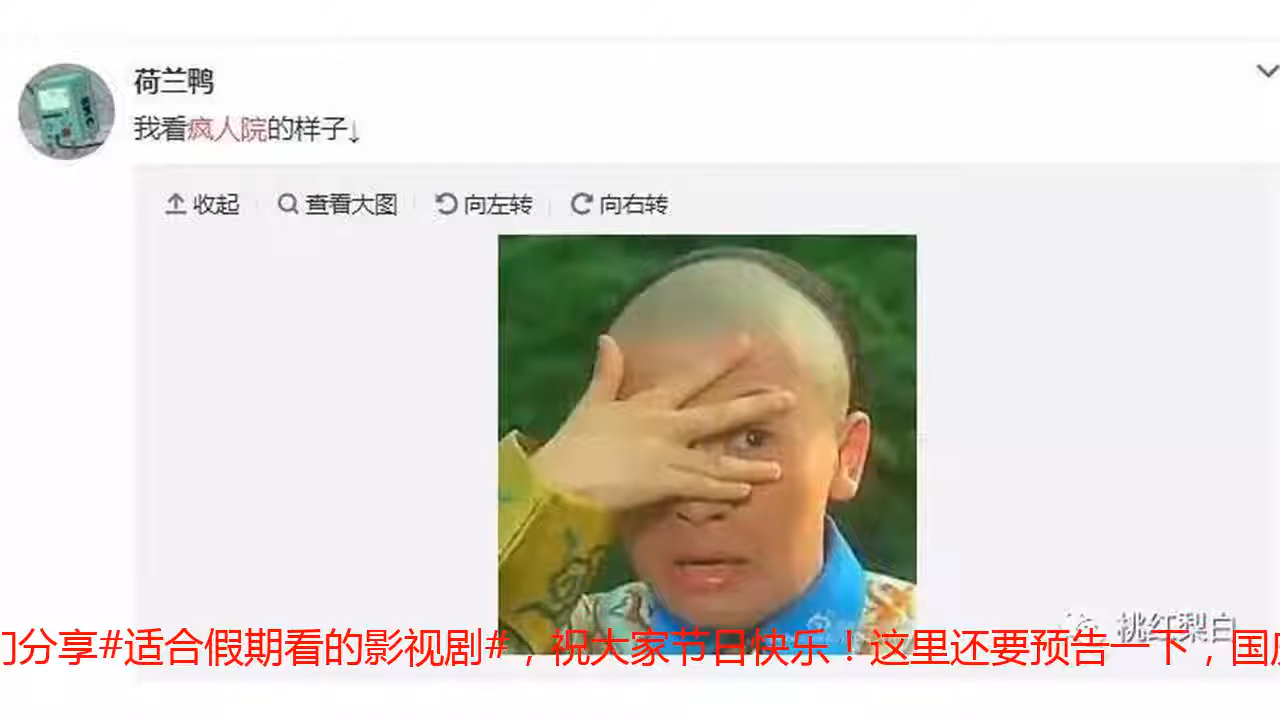 荷兰鸭
我看疯人院的样子↓
收起 查看大图 向左转 向右转
桃红梨白
分享#适合假期看的影视剧#，祝大家节日快乐！这里还要预告一下，国